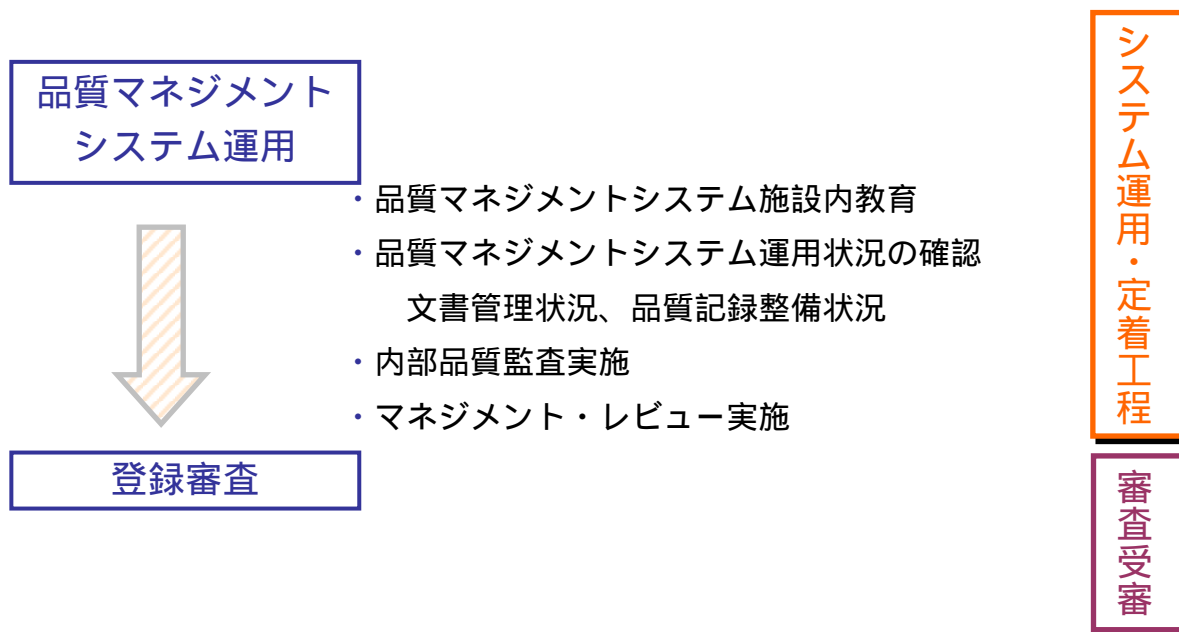 品質マネジメント
システム運用
・品質マネジメントシステム施設内教育
・品質マネジメントシステム運用状況の確認
文書管理状況、品質記録整備状況
・内部品質監査実施
・マネジメント・レビュー実施
登録審査
システム運用・定着工程
審査受審